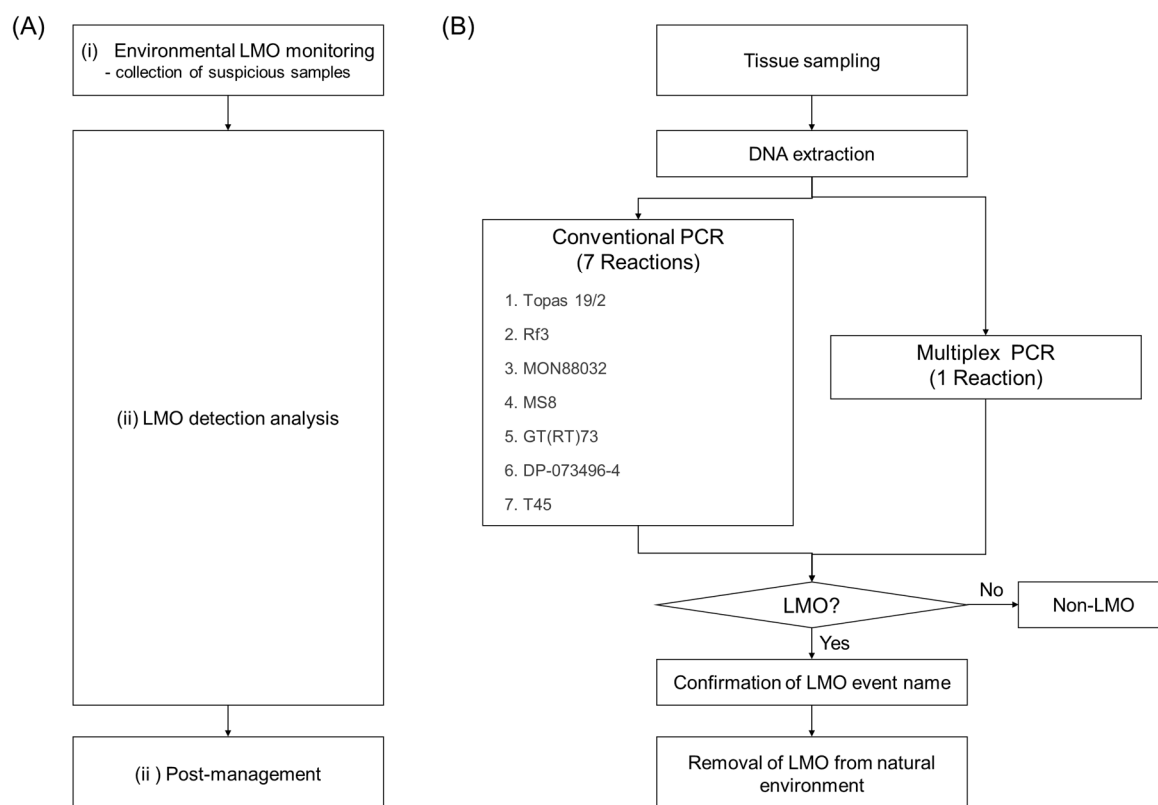 (A)
(i) Environmental LMO monitoring
- collection of suspicious samples
(ii) LMO detection analysis
(ii ) Post-management
(B)
Tissue sampling
DNA extraction
Conventional PCR
(7 Reactions)
1. Topas 19/2
2. Rf3
3. MON88032
4. MS8
5. GT(RT)73
6. DP-073496-4
7. T45
Multiplex PCR
(1 Reaction)
LMO?
No
Non-LMO
Yes
Confirmation of LMO event name
Removal of LMO from natural
environment